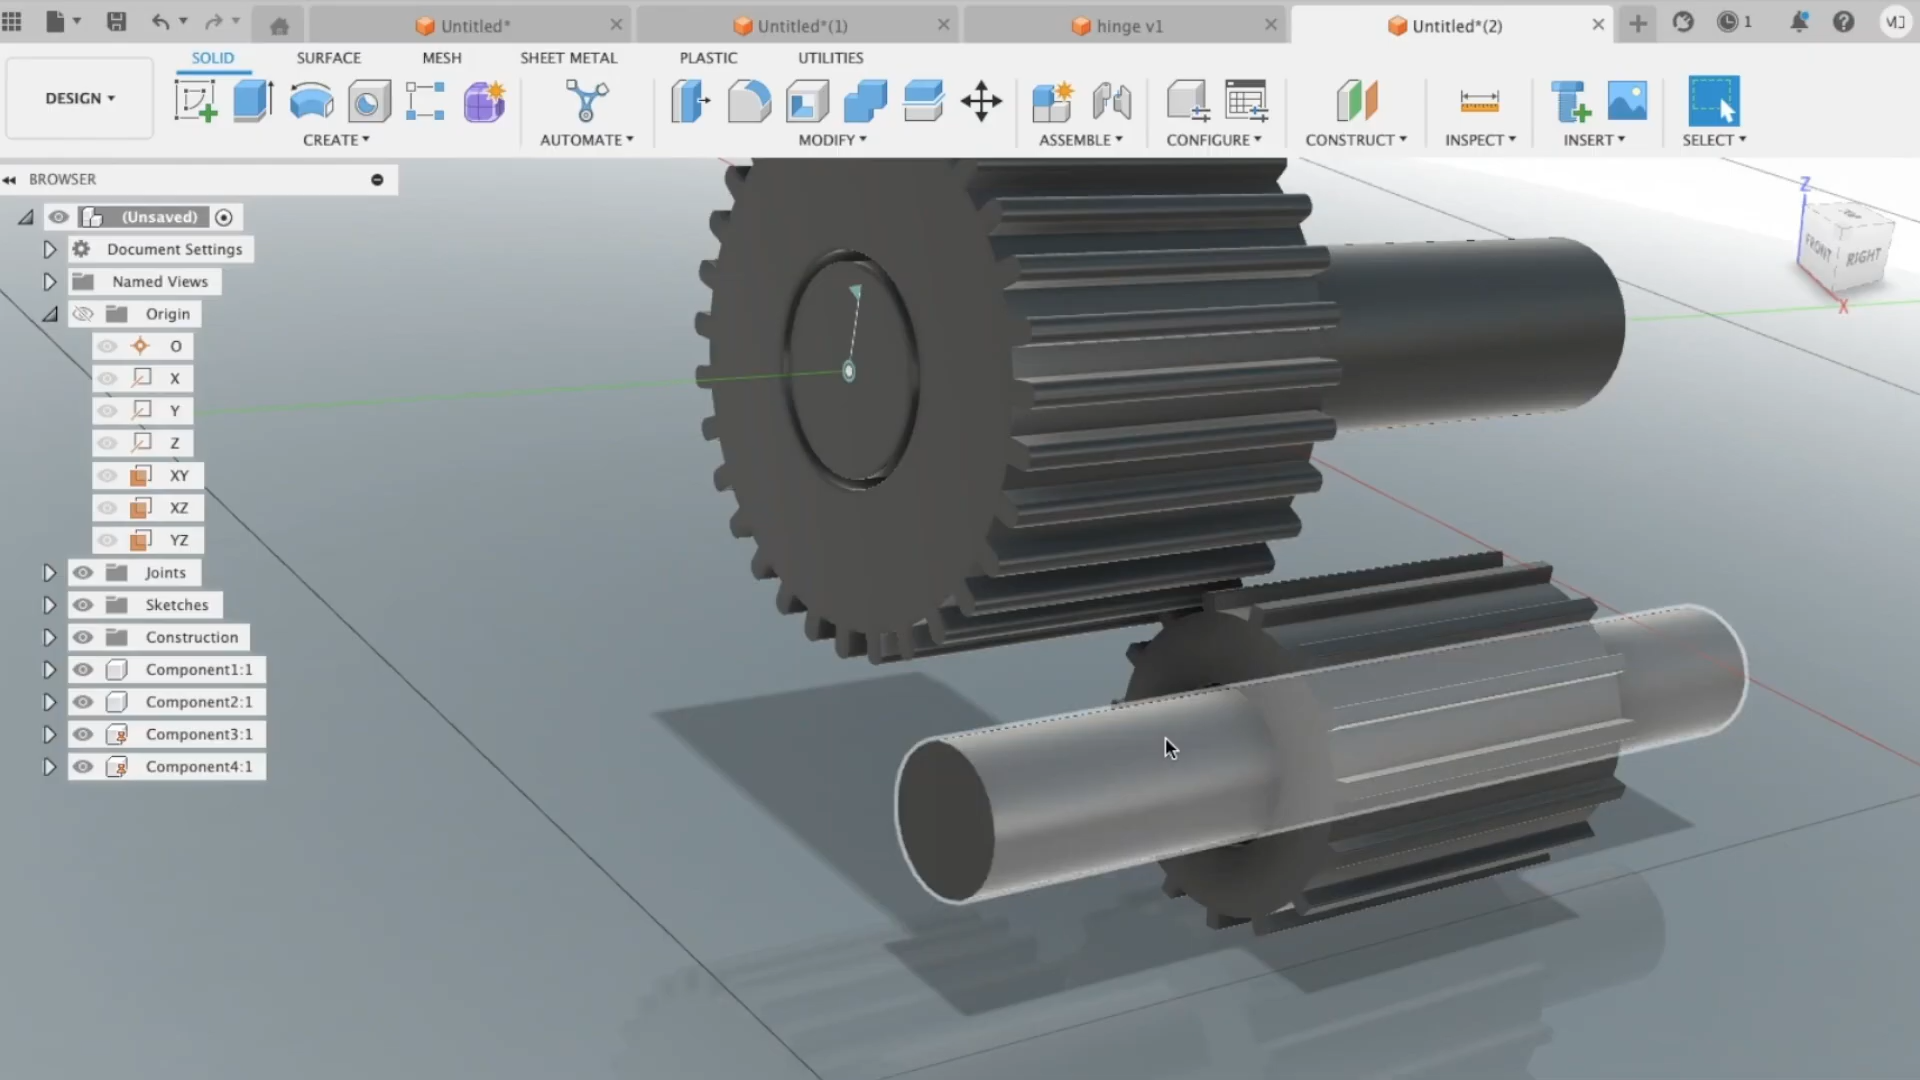 Untitled*
Untitled*(1)
hinge v1
Untitled*(2)
1
MJ
SOLID
SURFACE
MESH
SHEET METAL
PLASTIC
UTILITIES
DESIGN
CREATE
AUTOMATE
MODIFY
ASSEMBLE
CONFIGURE
CONSTRUCT
INSPECT
INSERT
SELECT
BROWSER
(Unsaved)
Document Settings
Named Views
Origin
O
X
Y
Z
XY
XZ
YZ
Joints
Sketches
Construction
Component1:1
Component2:1
Component3:1
Component4:1
Z
TOP
FRONT
RIGHT
X